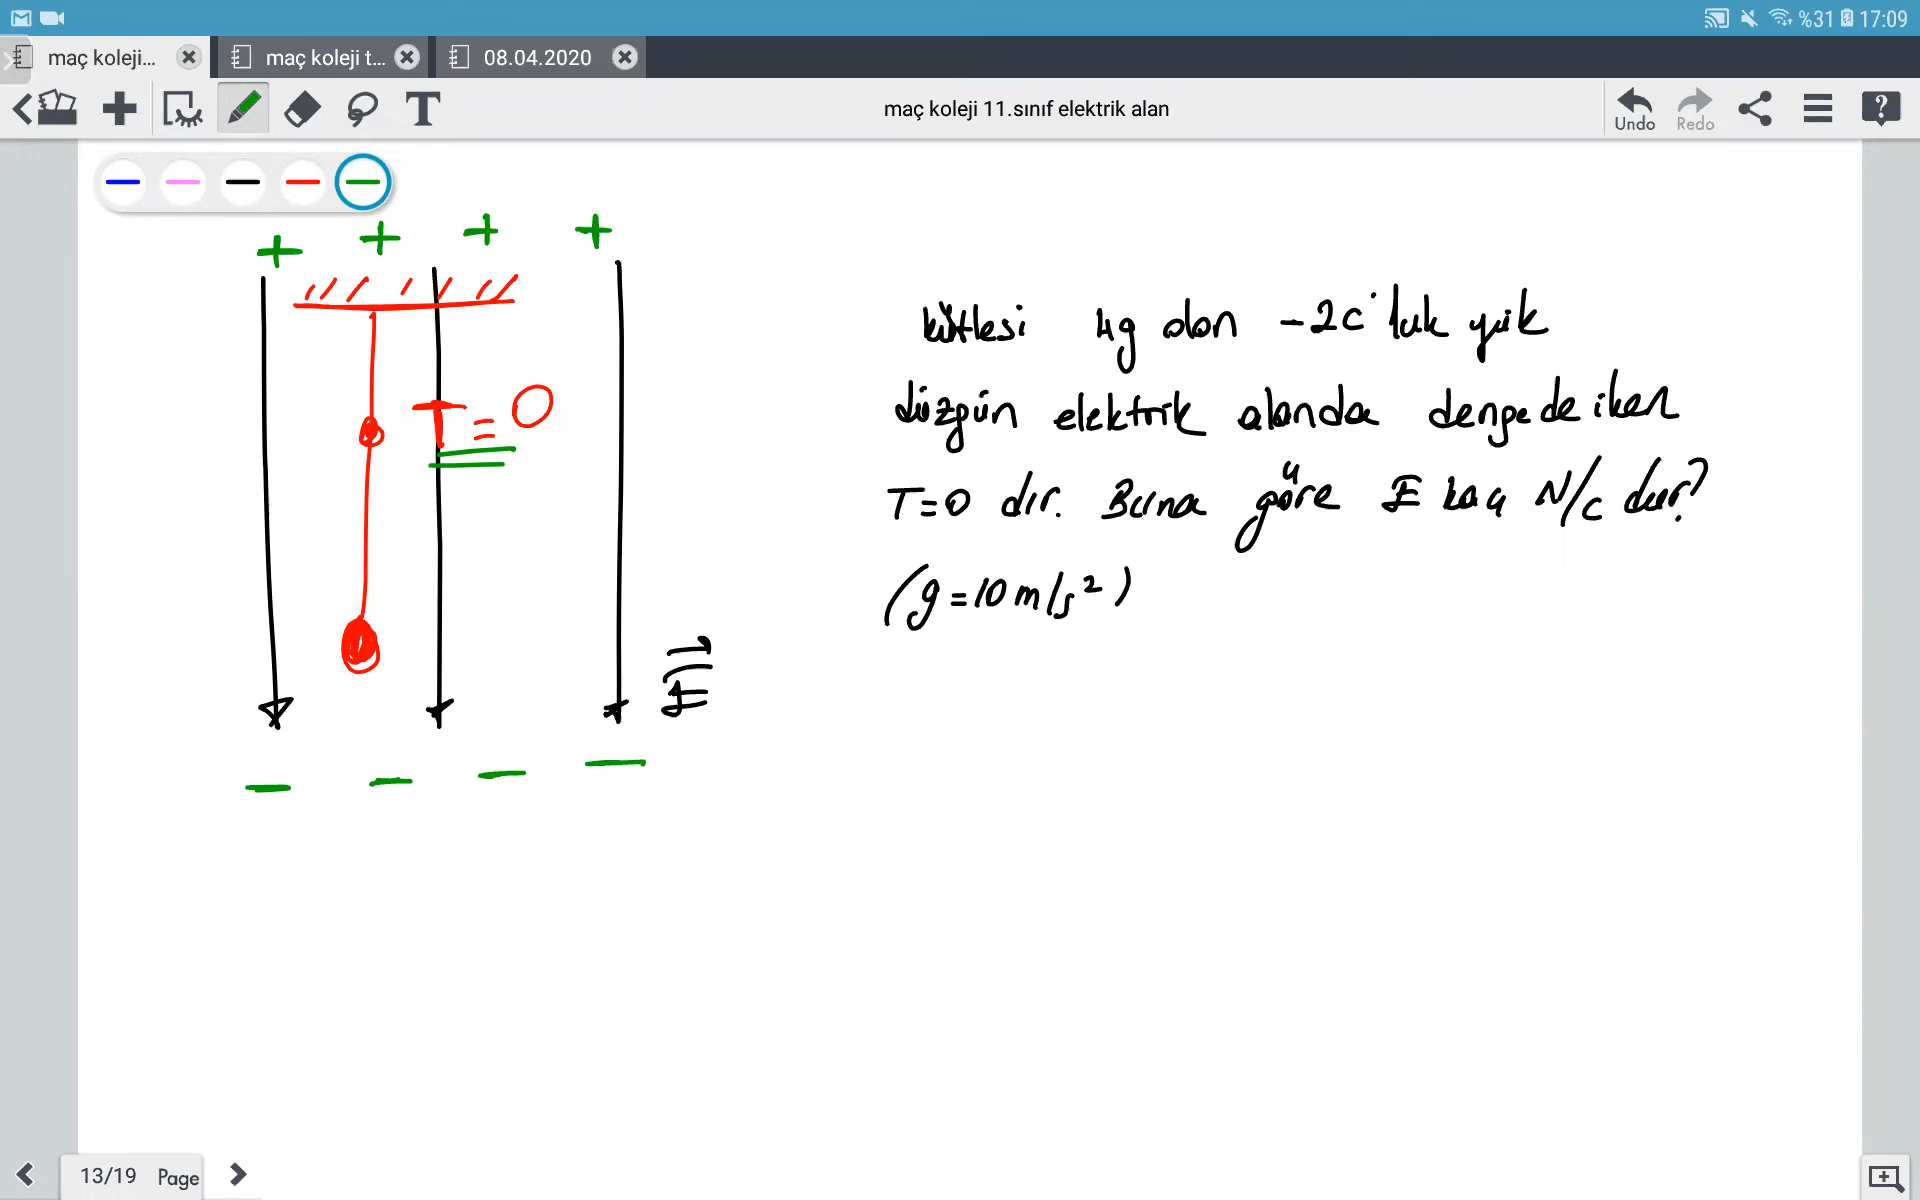 %31 17:09
maç koleji... maç koleji t... 08.04.2020
T maç koleji 11.sınıf elektrik alan Undo Redo ?
+ + + +
kütlesi 4g olan -2C'luk yük
T = 0
düzgün elektrik alanda dengede iken
T=0 dır. Buna göre E kaç N/C dur?
(g=10m/s²)
E
- - - -
13/19 Page